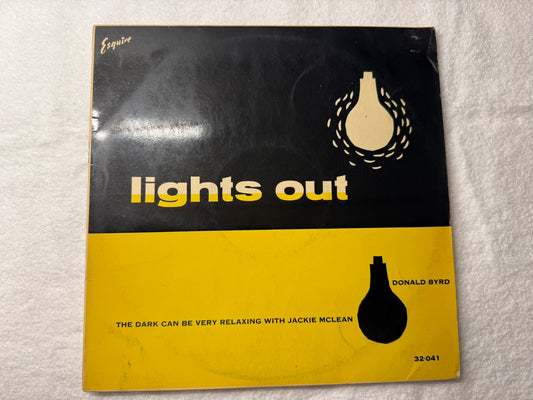 Esquire
lights out
DONALD BYRD
THE DARK CAN BE VERY RELAXING WITH JACKIE MCLEAN
32-041